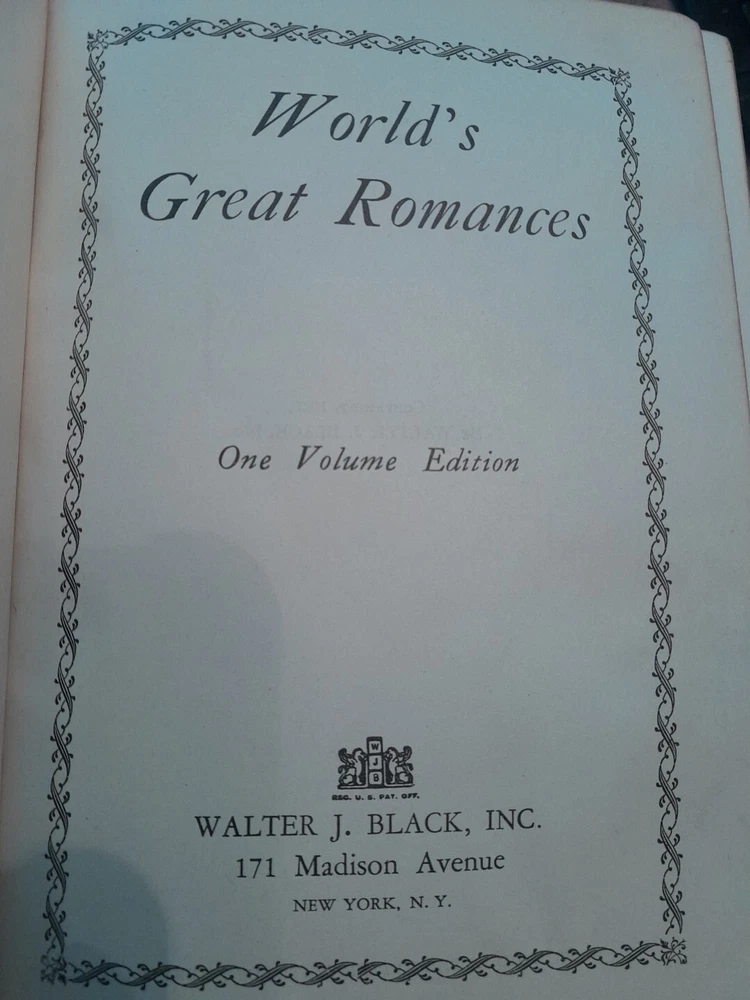 World's
Great Romances
One Volume Edition
W
J
B
REG. U. S. PAT. OFF.
WALTER J. BLACK, INC.
171 Madison Avenue
NEW YORK, N. Y.